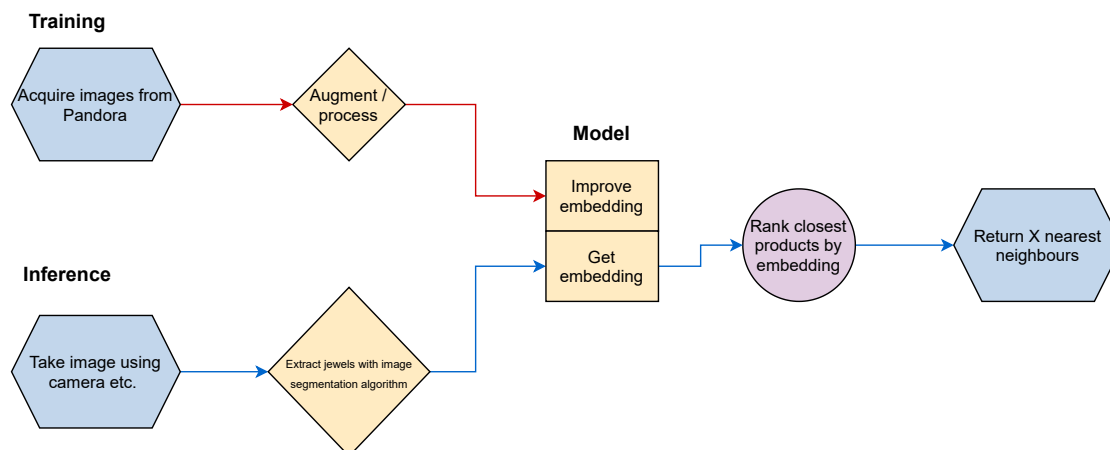 Training
Acquire images from
Pandora
Augment /
process
Model
Improve
embedding
Get
embedding
Rank closest
products by
embedding
Return X nearest
neighbours
Inference
Take image using
camera etc.
Extract jewels with image
segmentation algorithm